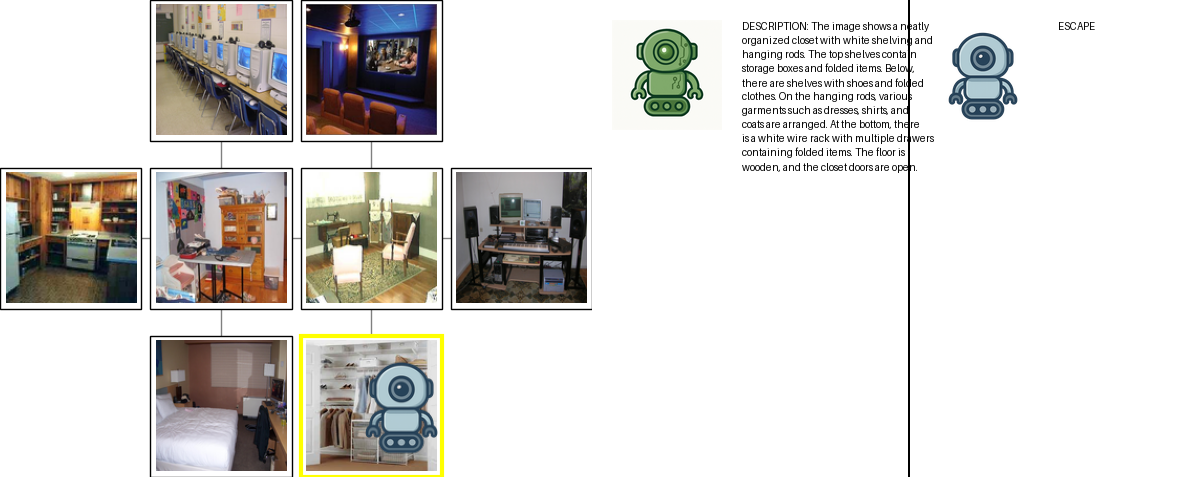 DESCRIPTION: The image shows a neatly
organized closet with white shelving and
hanging rods. The top shelves contain
storage boxes and folded items. Below,
there are shelves with shoes and folded
clothes. On the hanging rods, various
garments such as dresses, shirts, and
coats are arranged. At the bottom, there
is a white wire rack with multiple drawers
containing folded items. The floor is
wooden, and the closet doors are open.
ESCAPE